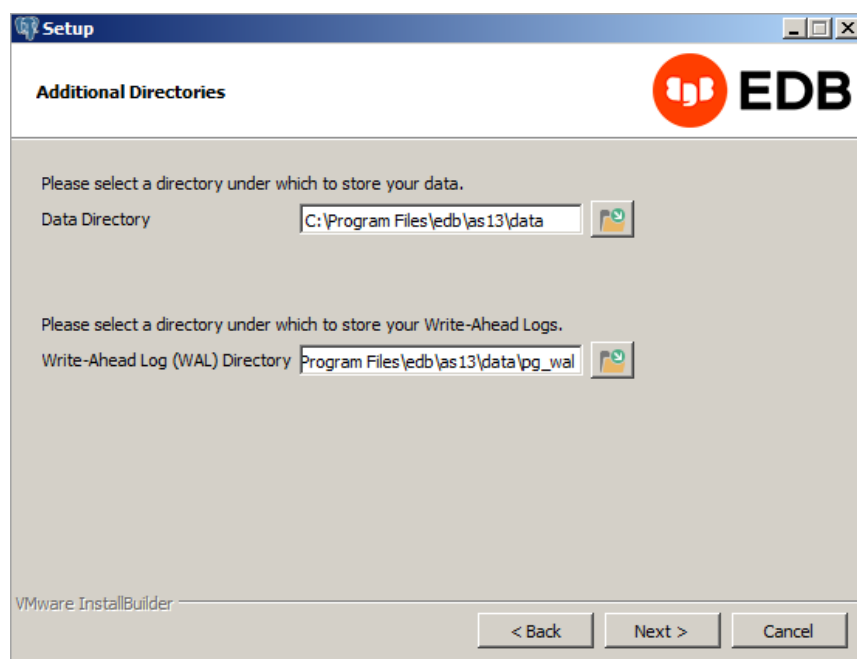 Setup
Additional Directories
EDB
Please select a directory under which to store your data.
Data Directory
C:\Program Files\edb\as13\data
Please select a directory under which to store your Write-Ahead Logs.
Write-Ahead Log (WAL) Directory
Program Files\edb\as13\data\pg_wal
VMware InstallBuilder
< Back
Next >
Cancel